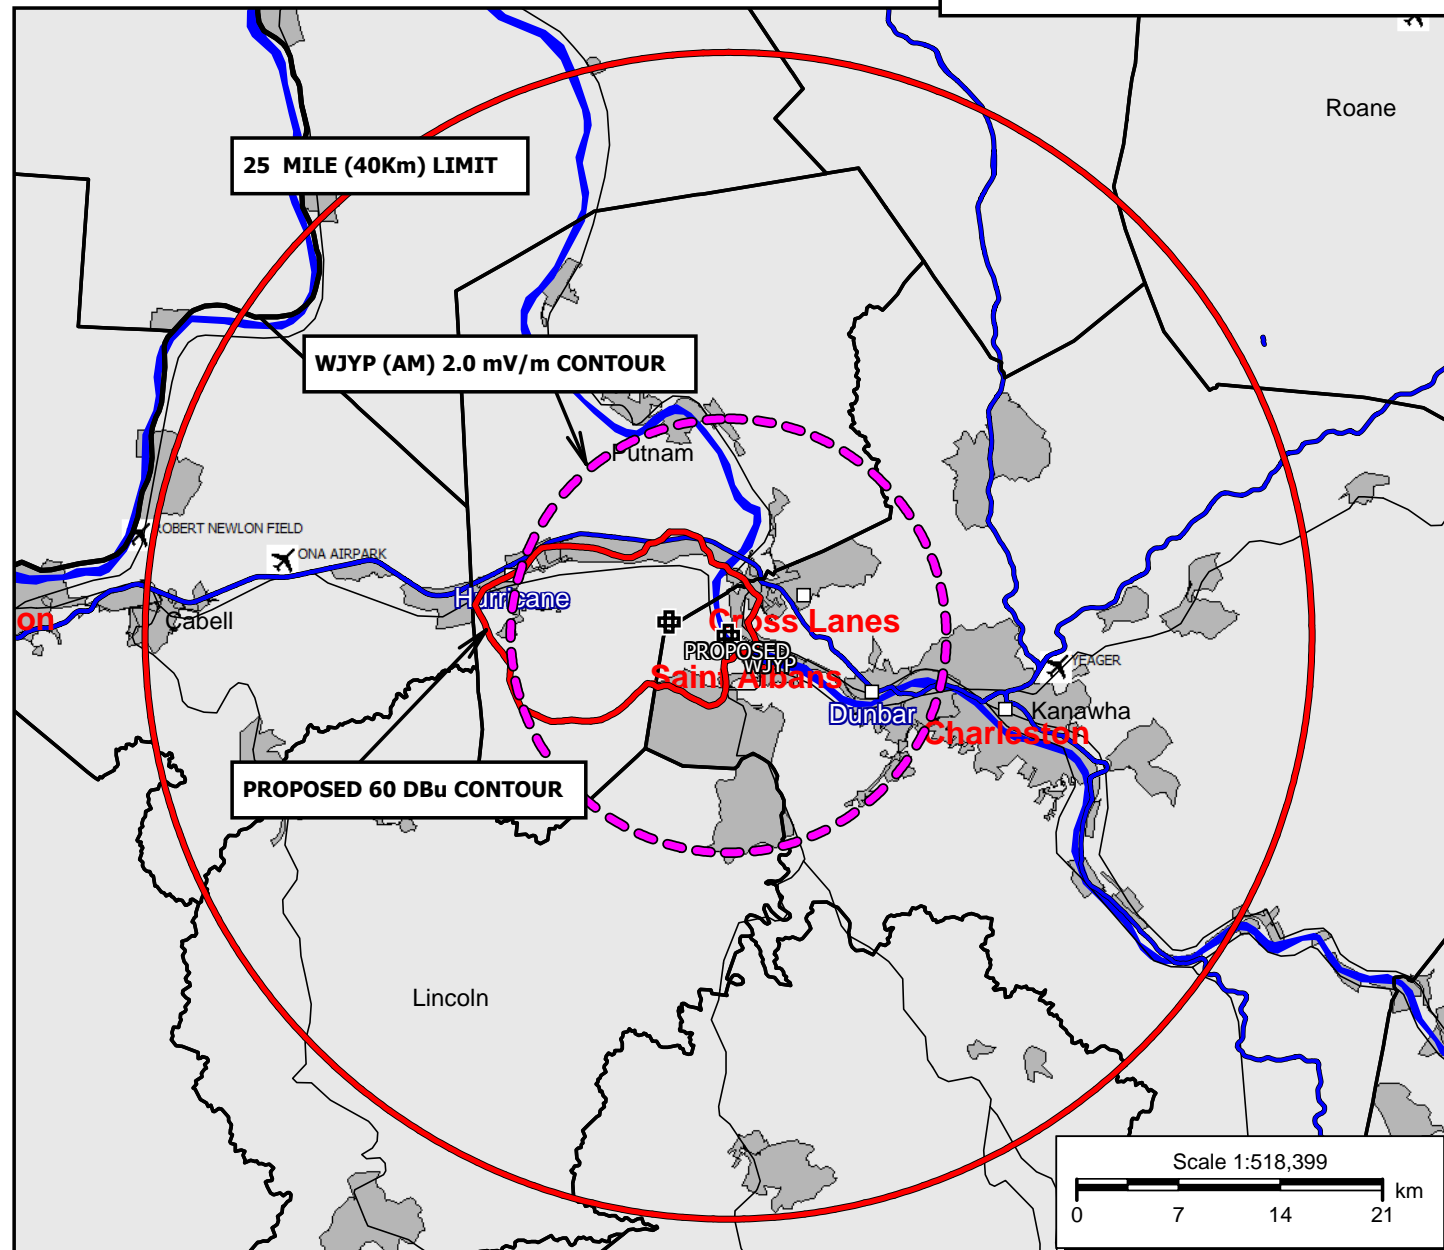 Roane
25 MILE (40Km) LIMIT
WJYP (AM) 2.0 mV/m CONTOUR
Putnam
ROBERT NEWLON FIELD
ONA AIRPARK
Hurricane
on
Cabell
Cross Lanes
PROPOSED
WJYP
YEAGER
Saint Albans
Dunbar
Kanawha
Charleston
PROPOSED 60 DBu CONTOUR
Lincoln
Scale 1:518,399
km
0 7 14 21